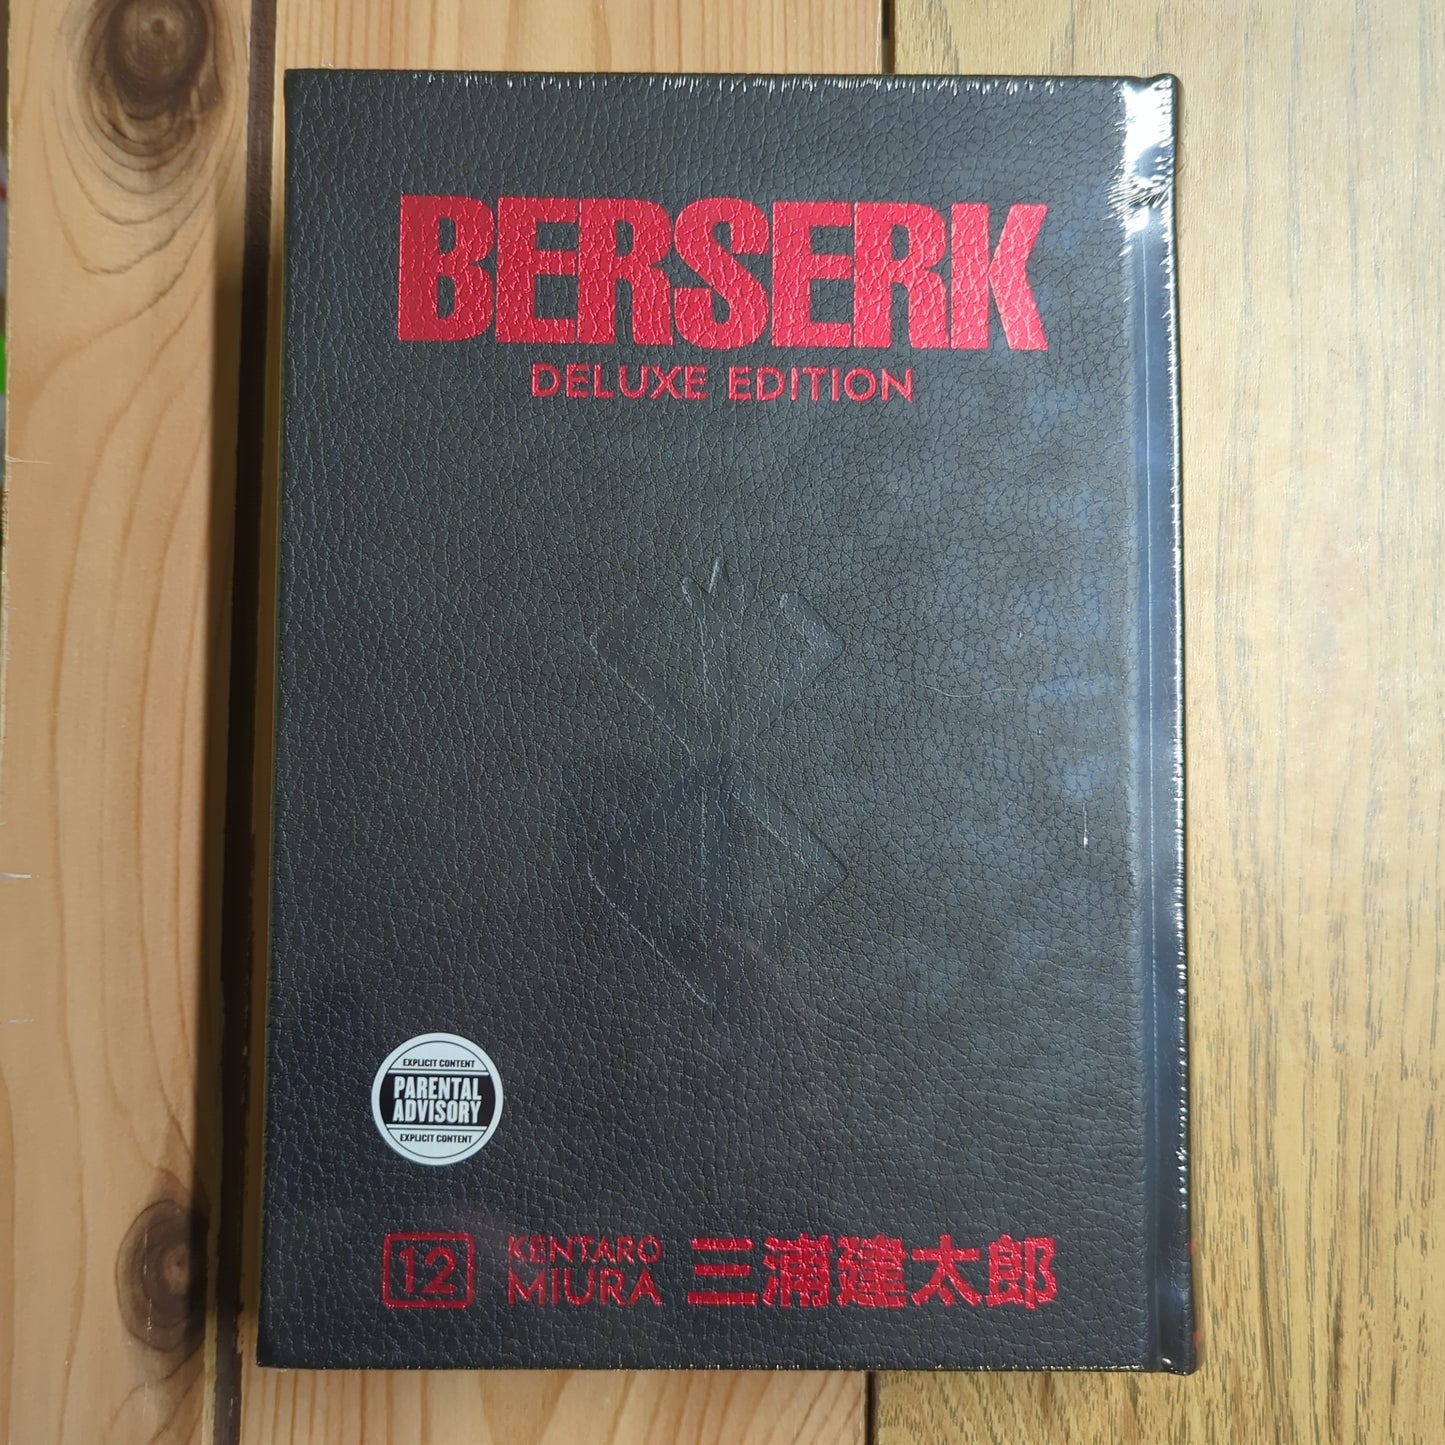 BERSERK
DELUXE EDITION
EXPLICIT CONTENT
PARENTAL
ADVISORY
EXPLICIT CONTENT
12
KENTARO
MIURA
三浦建太郎